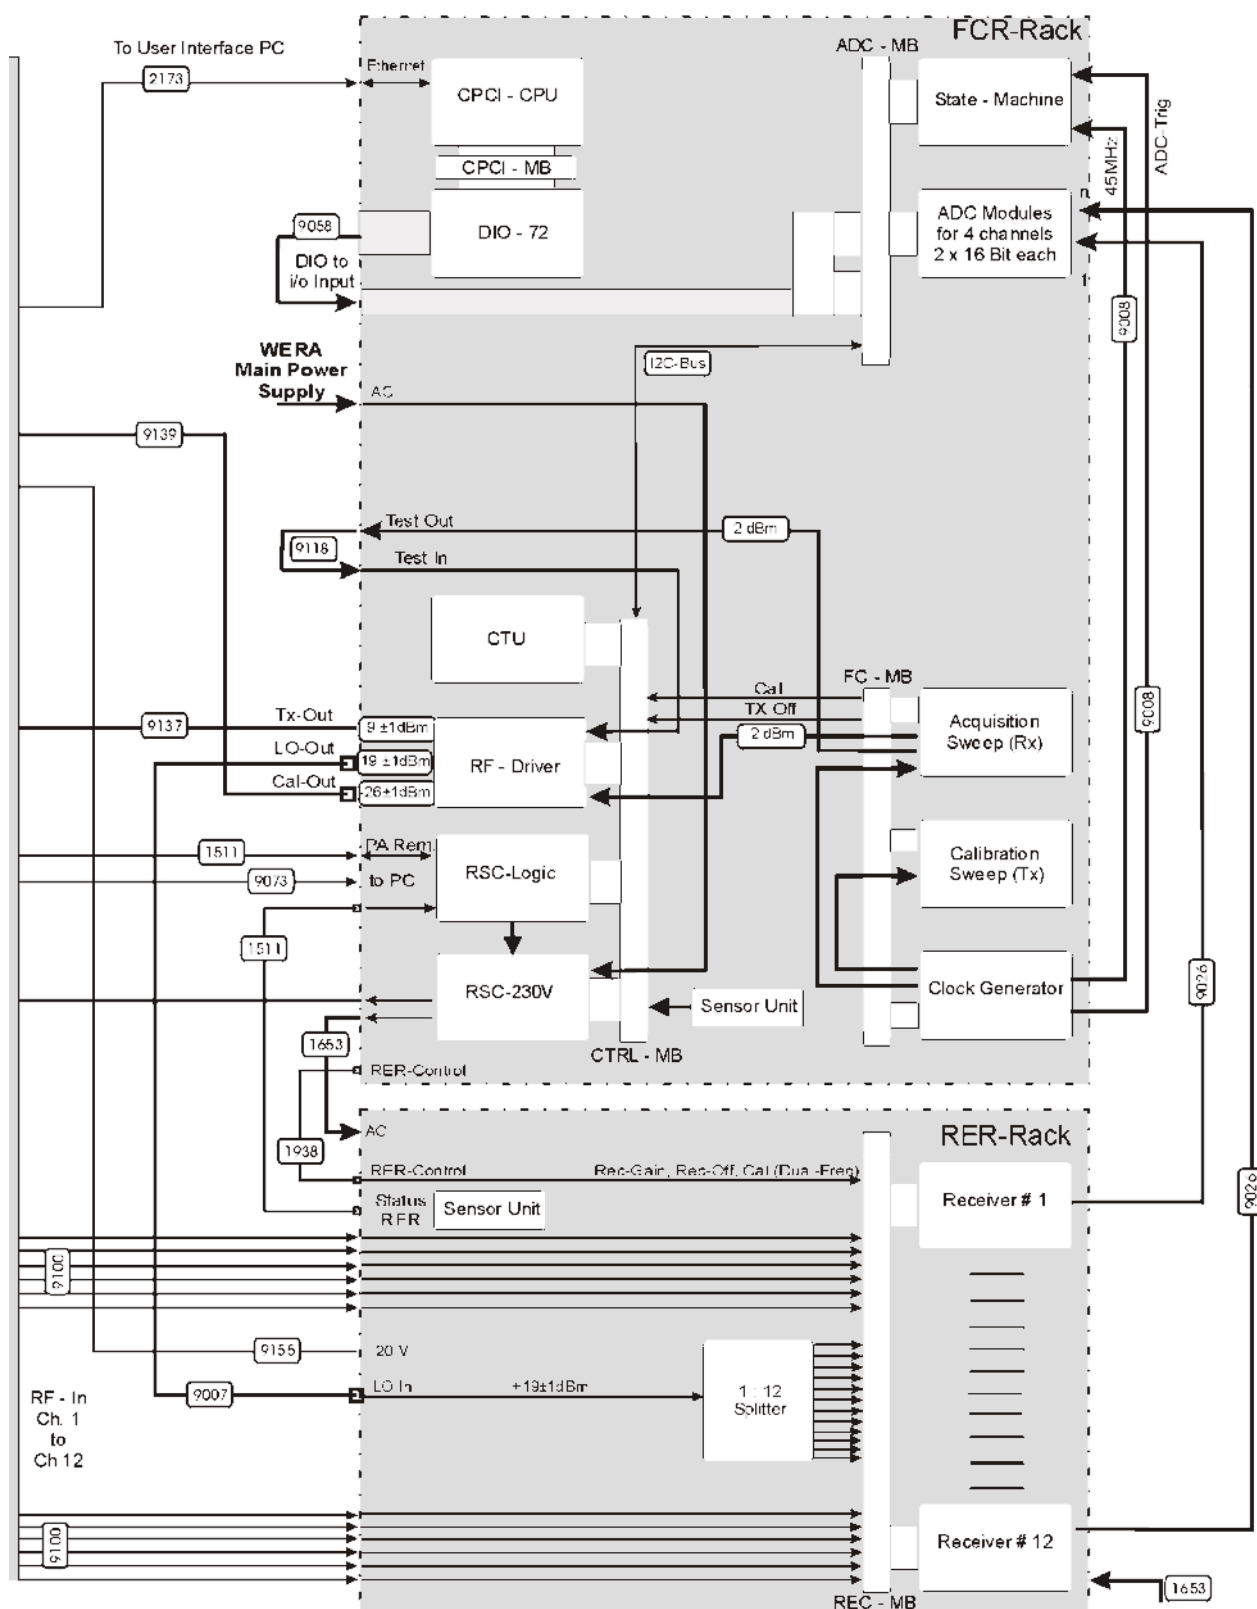 FCR-Rack
To User Interface PC
ADC - MB
Ethernet
2173
CPCI - CPU
State - Machine
ADC-Trig
CPCI - MB
45MHz
n
9058
DIO - 72
ADC Modules
for 4 channels
2 x 16 Bit each
DIO to
i/o Input
1
9008
WERA
Main Power
Supply
I2C-Bus
AC
9139
Test Out
2 dBm
9118
Test In
CTU
FC - MB
Cal
TX Off
9008
Tx-Out
9137
9 ±1dBm
2 dBm
Acquisition
Sweep (Rx)
LO-Out
19 ±1dBm
RF - Driver
Cal-Out
-26±1dBm
1511
PA Rem.
9073
to PC
RSC-Logic
Calibration
Sweep (Tx)
1511
RSC-230V
Clock Generator
9026
Sensor Unit
1653
CTRL - MB
RER-Control
AC
RER-Rack
1938
RER-Control
Rec-Gain, Rec-Off, Cal (Dual-Freq)
9026
Status
RER
Sensor Unit
Receiver # 1
9100
9155
20 V
9007
LO In
+19±1dBm
1 : 12
Splitter
RF - In
Ch. 1
to
Ch 12
9100
Receiver # 12
1653
REC - MB